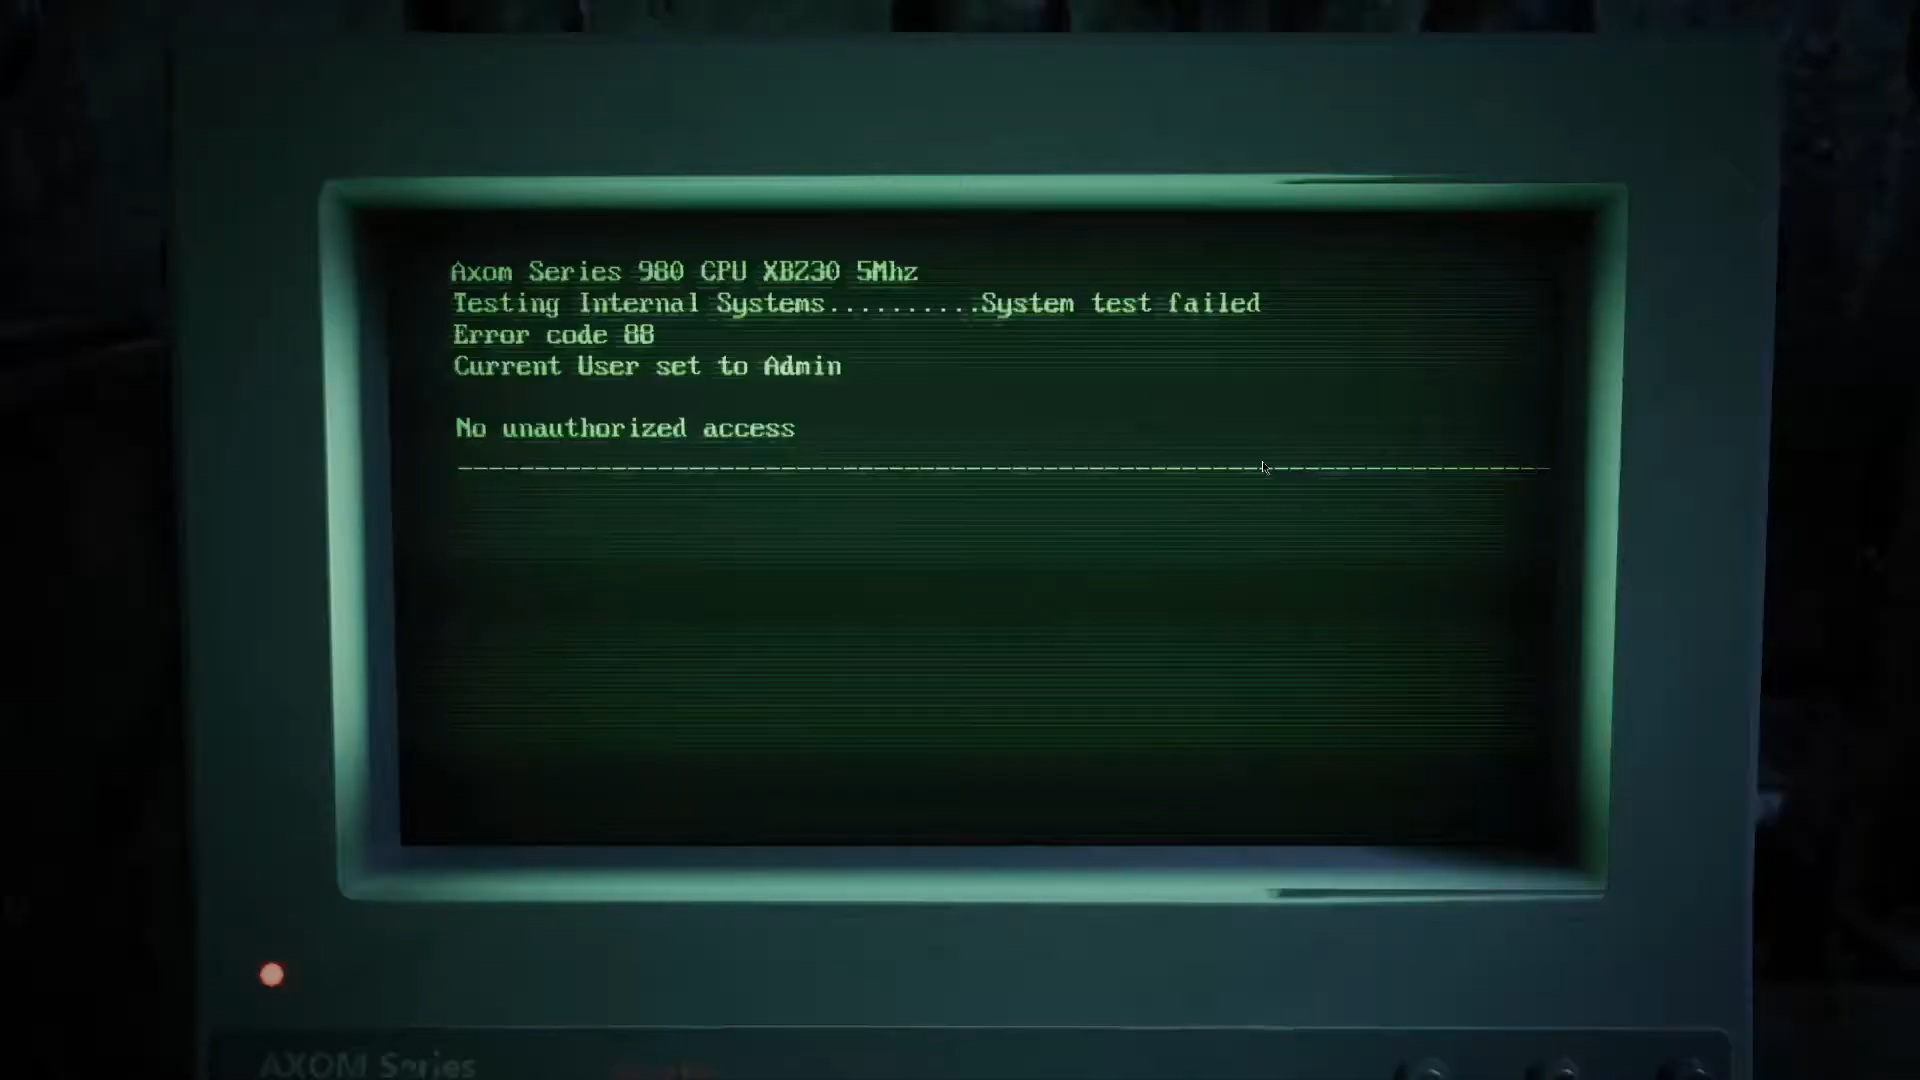 Axom Series 980 CPU XBZ30 5Mhz
Testing Internal Systems..........System test failed
Error code 88
Current User set to Admin
No unauthorized access
----------------------------------------------------------------------
AXOM Series